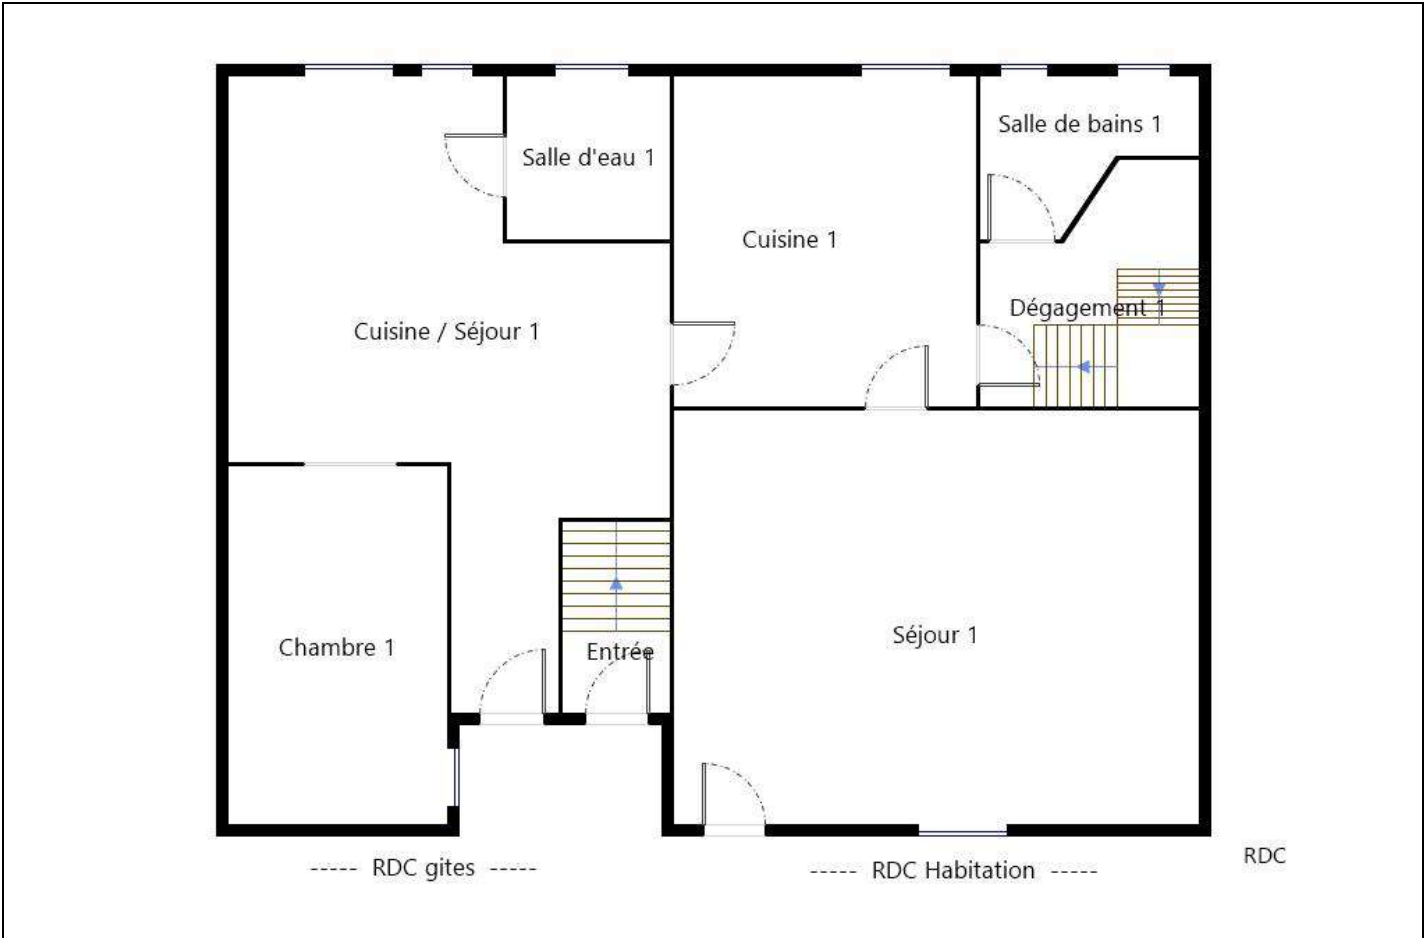 Salle de bains 1
Salle d'eau 1
Cuisine 1
Dégagement 1
Cuisine / Séjour 1
Séjour 1
Chambre 1
Entrée
----- RDC gites -----
----- RDC Habitation -----
RDC